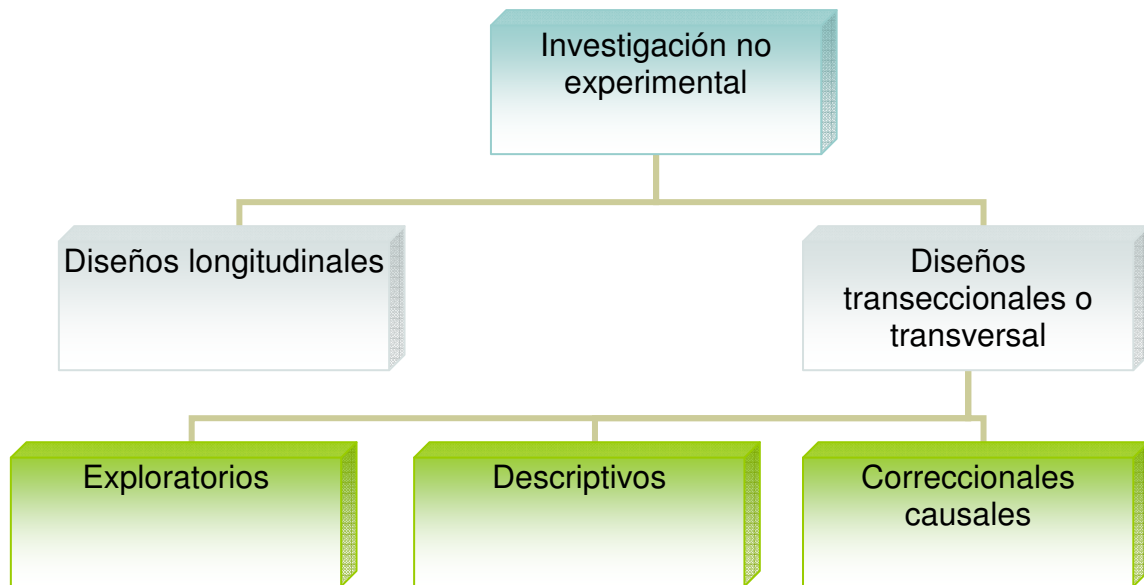 Investigación no
experimental
Diseños longitudinales
Diseños
transeccionales o
transversal
Exploratorios
Descriptivos
Correccionales
causales